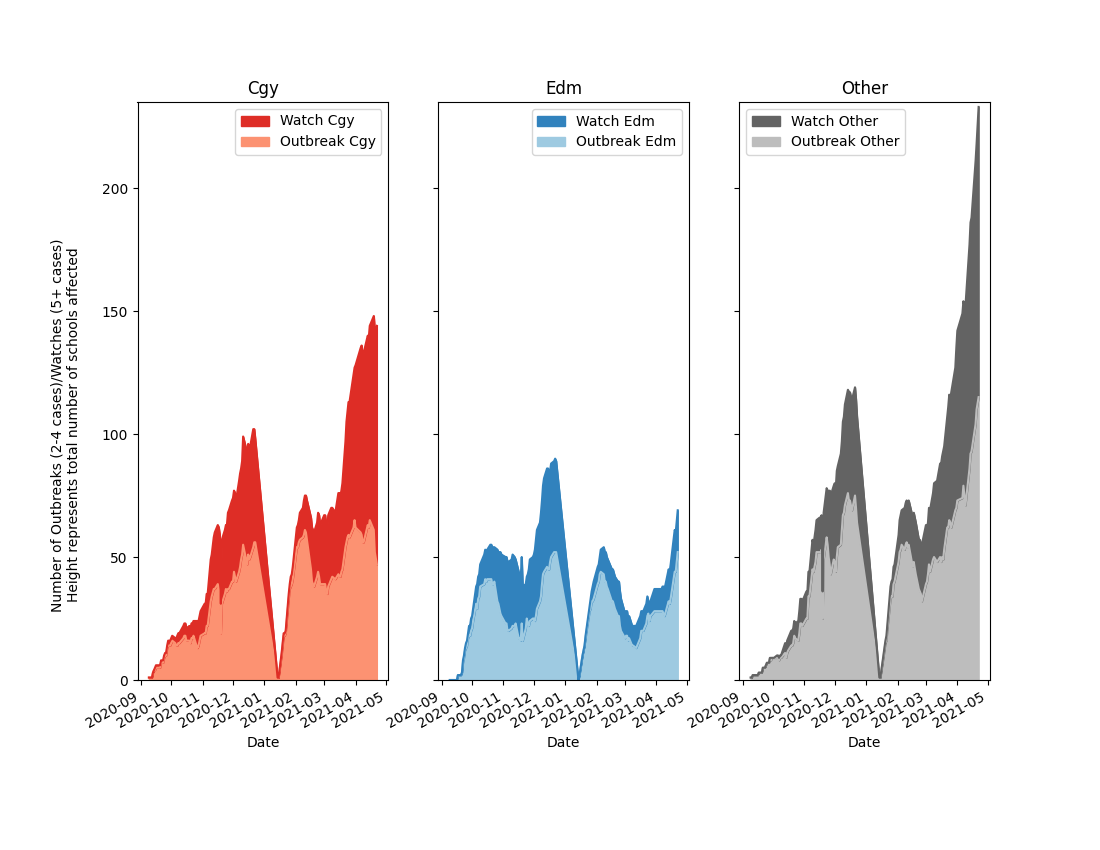 Cgy
Edm
Other
Watch Cgy
Outbreak Cgy
Watch Edm
Outbreak Edm
Watch Other
Outbreak Other
Number of Outbreaks (2-4 cases)/Watches (5+ cases)
Height represents total number of schools affected
200
150
100
50
0
2020-09
2020-10
2020-11
2020-12
2021-01
2021-02
2021-03
2021-04
2021-05
2020-09
2020-10
2020-11
2020-12
2021-01
2021-02
2021-03
2021-04
2021-05
2020-09
2020-10
2020-11
2020-12
2021-01
2021-02
2021-03
2021-04
2021-05
Date
Date
Date